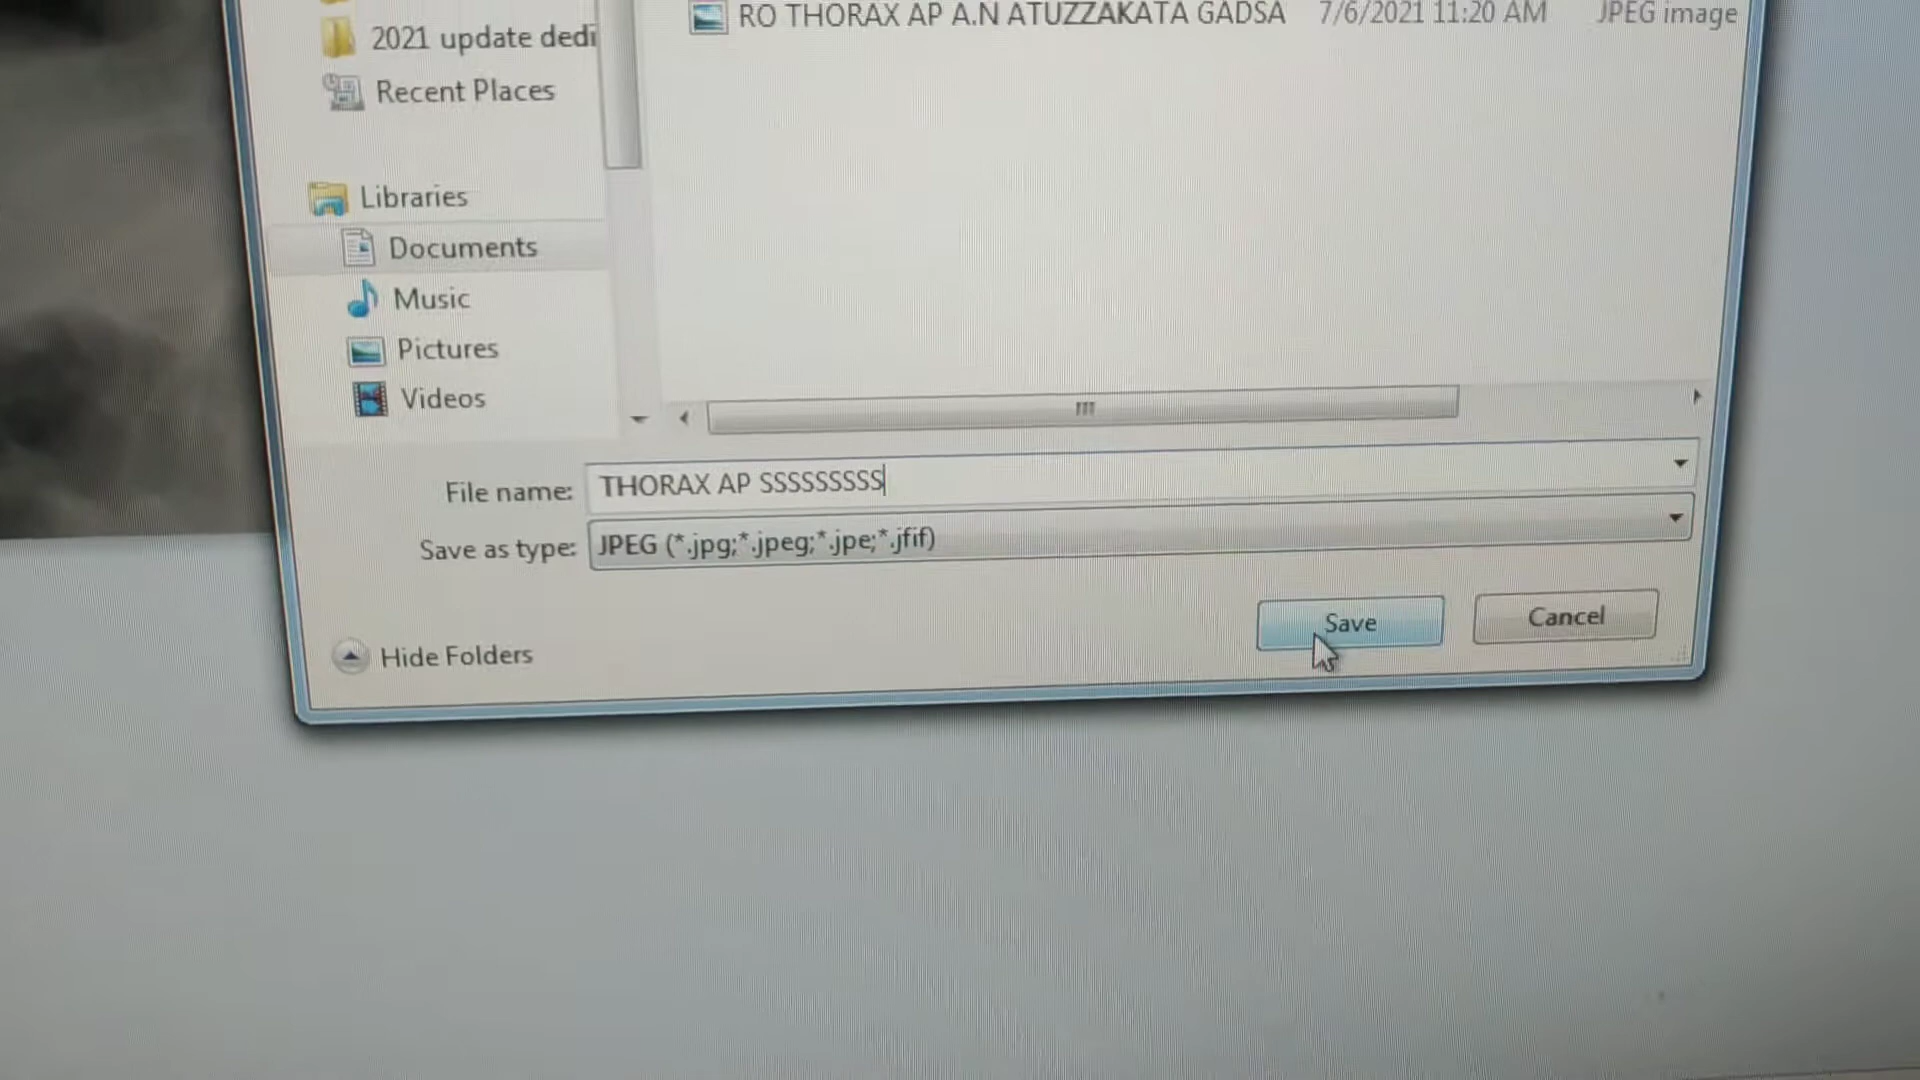 2021 update dedi
Recent Places
Libraries
Documents
Music
Pictures
Videos
RO THORAX AP A.N ATUZZAKATA GADSA 7/6/2021 11:20 AM JPEG image
File name: THORAX AP SSSSSSSSS
Save as type: JPEG (*.jpg;*.jpeg;*.jpe;*.jfif)
Hide Folders
Save Cancel